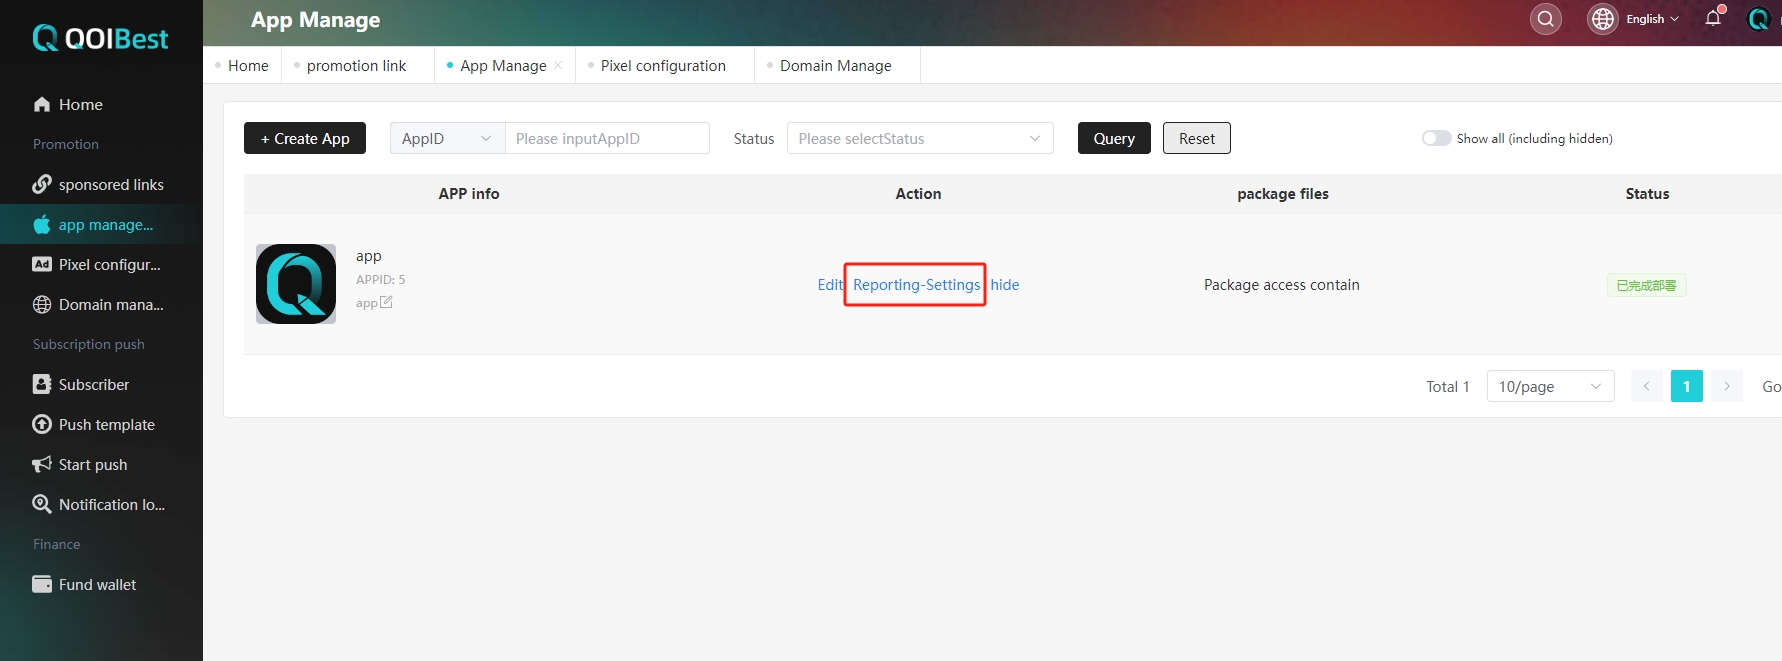 QOIBest
App Manage
English
Home
promotion link
App Manage
Pixel configuration
Domain Manage
Home
Promotion
sponsored links
app manage...
Pixel configur...
Domain mana...
Subscription push
Subscriber
Push template
Start push
Notification lo...
Finance
Fund wallet
+ Create App
AppID
Please inputAppID
Status
Please selectStatus
Query
Reset
Show all (including hidden)
APP info
Action
package files
Status
app
APPID: 5
app
Edit
Reporting-Settings
hide
Package access contain
已完成部署
Total 1
10/page
1
Go